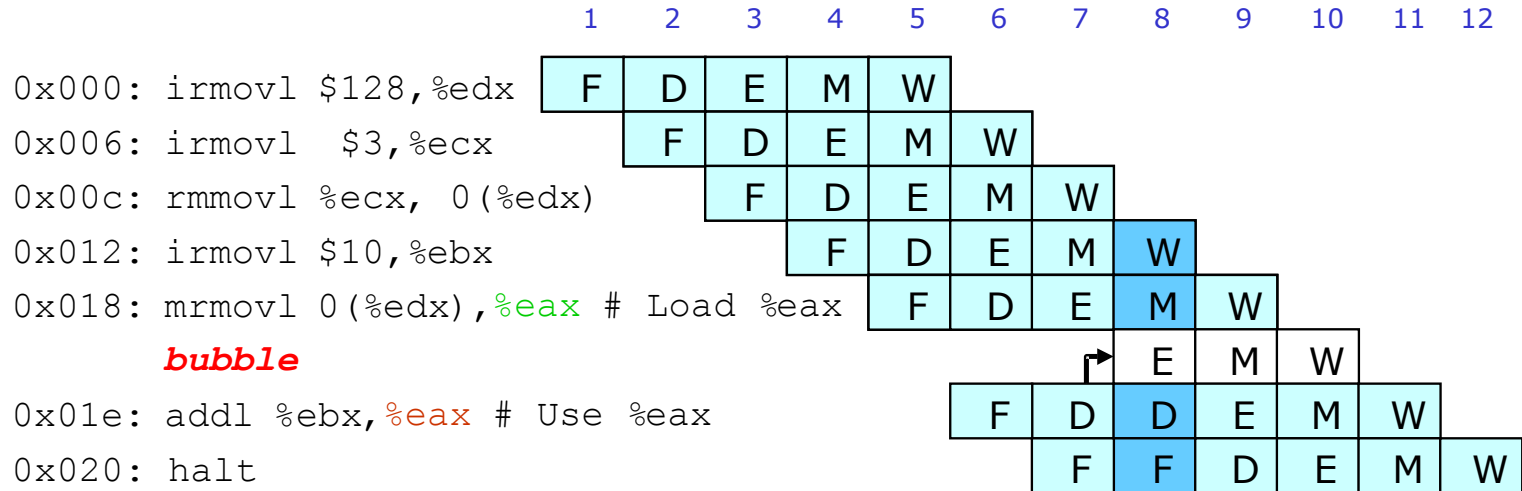 1 2 3 4 5 6 7 8 9 10 11 12
0x000: irmovl $128,%edx F D E M W
0x006: irmovl $3,%ecx F D E M W
0x00c: rmmovl %ecx, 0(%edx) F D E M W
0x012: irmovl $10,%ebx F D E M W
0x018: mrmovl 0(%edx),%eax # Load %eax F D E M W
bubble E M W
0x01e: addl %ebx,%eax # Use %eax F D D E M W
0x020: halt F F D E M W